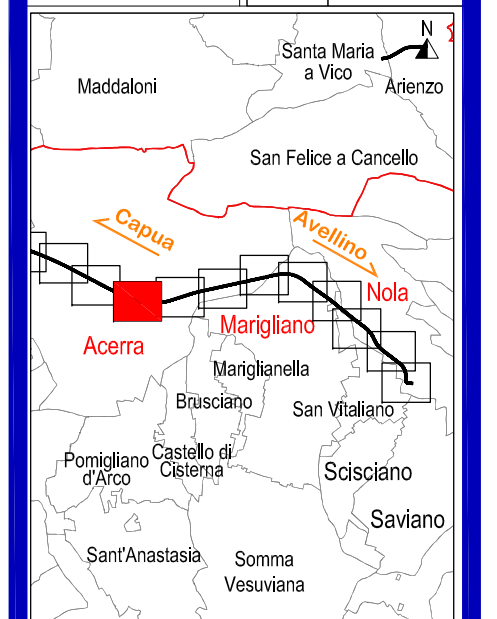 N
Santa Maria
a Vico
Maddaloni
Arienzo
San Felice a Cancello
Capua
Avellino
Nola
Marigliano
Acerra
Mariglianella
Brusciano
San Vitaliano
Pomigliano
d'Arco
Castello di
Cisterna
Scisciano
Saviano
Sant'Anastasia
Somma
Vesuviana